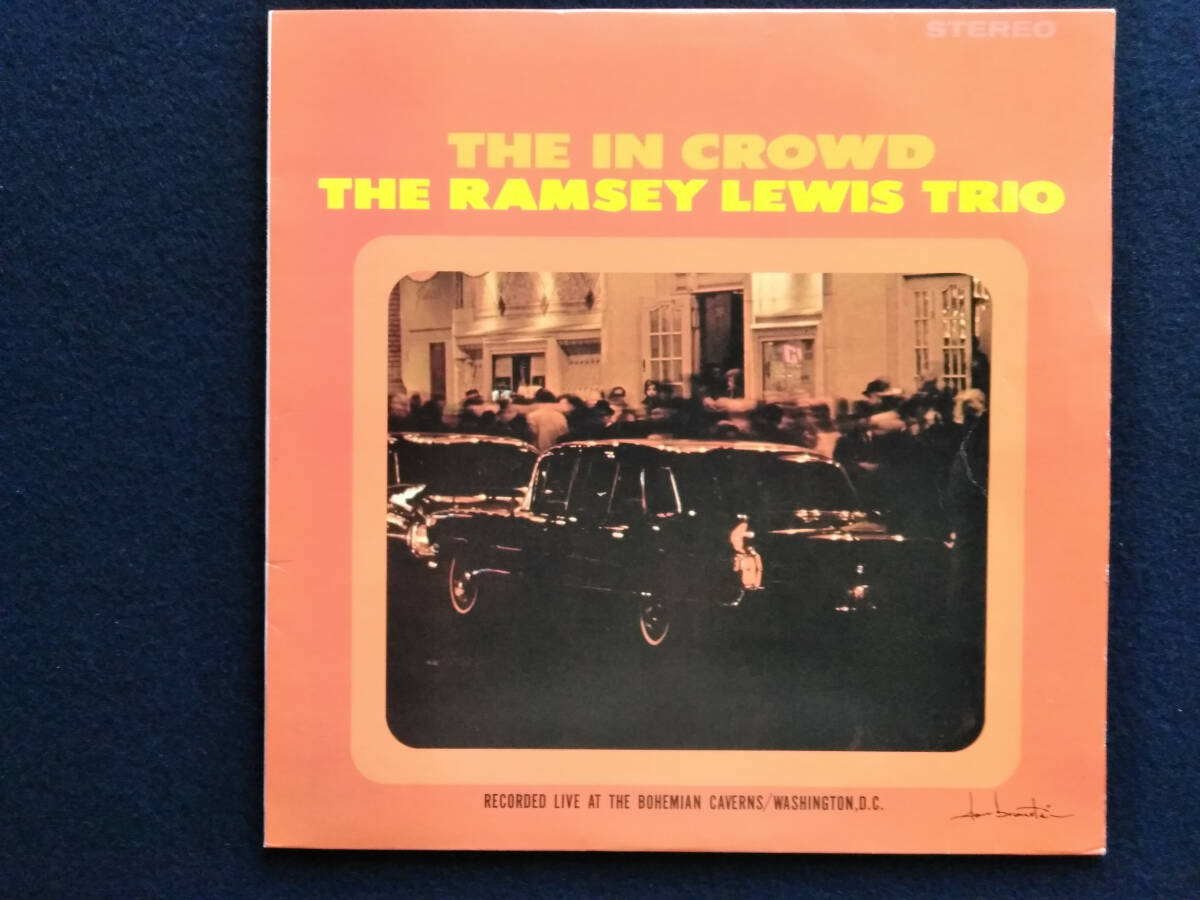 STEREO
THE IN CROWD
THE RAMSEY LEWIS TRIO
RECORDED LIVE AT THE BOHEMIAN CAVERNS/WASHINGTON,D.C.